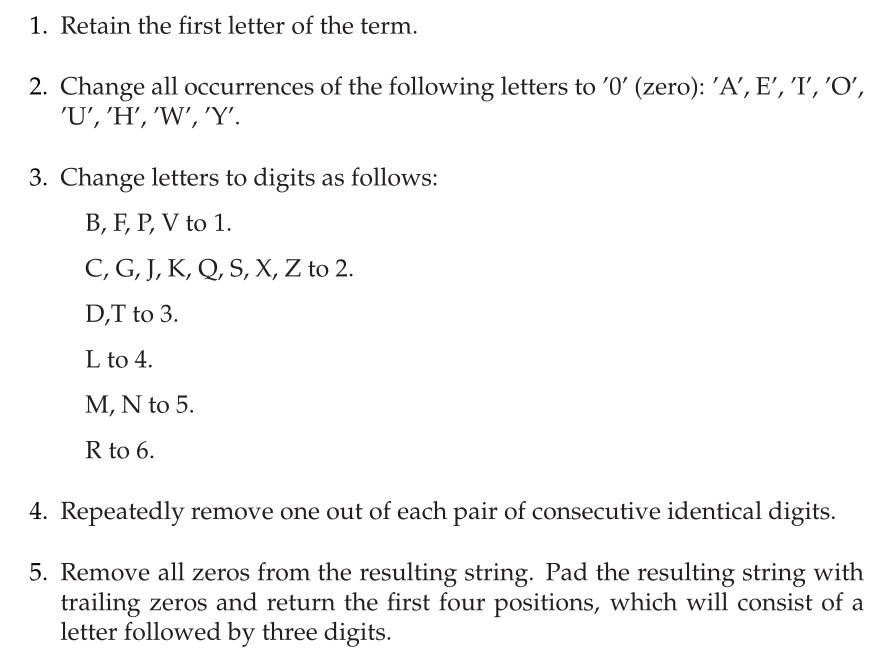 1. Retain the first letter of the term.
2. Change all occurrences of the following letters to ’0’ (zero): ’A’, E’, ’I’, ’O’,
’U’, ’H’, ’W’, ’Y’.
3. Change letters to digits as follows:
B, F, P, V to 1.
C, G, J, K, Q, S, X, Z to 2.
D,T to 3.
L to 4.
M, N to 5.
R to 6.
4. Repeatedly remove one out of each pair of consecutive identical digits.
5. Remove all zeros from the resulting string. Pad the resulting string with
trailing zeros and return the first four positions, which will consist of a
letter followed by three digits.